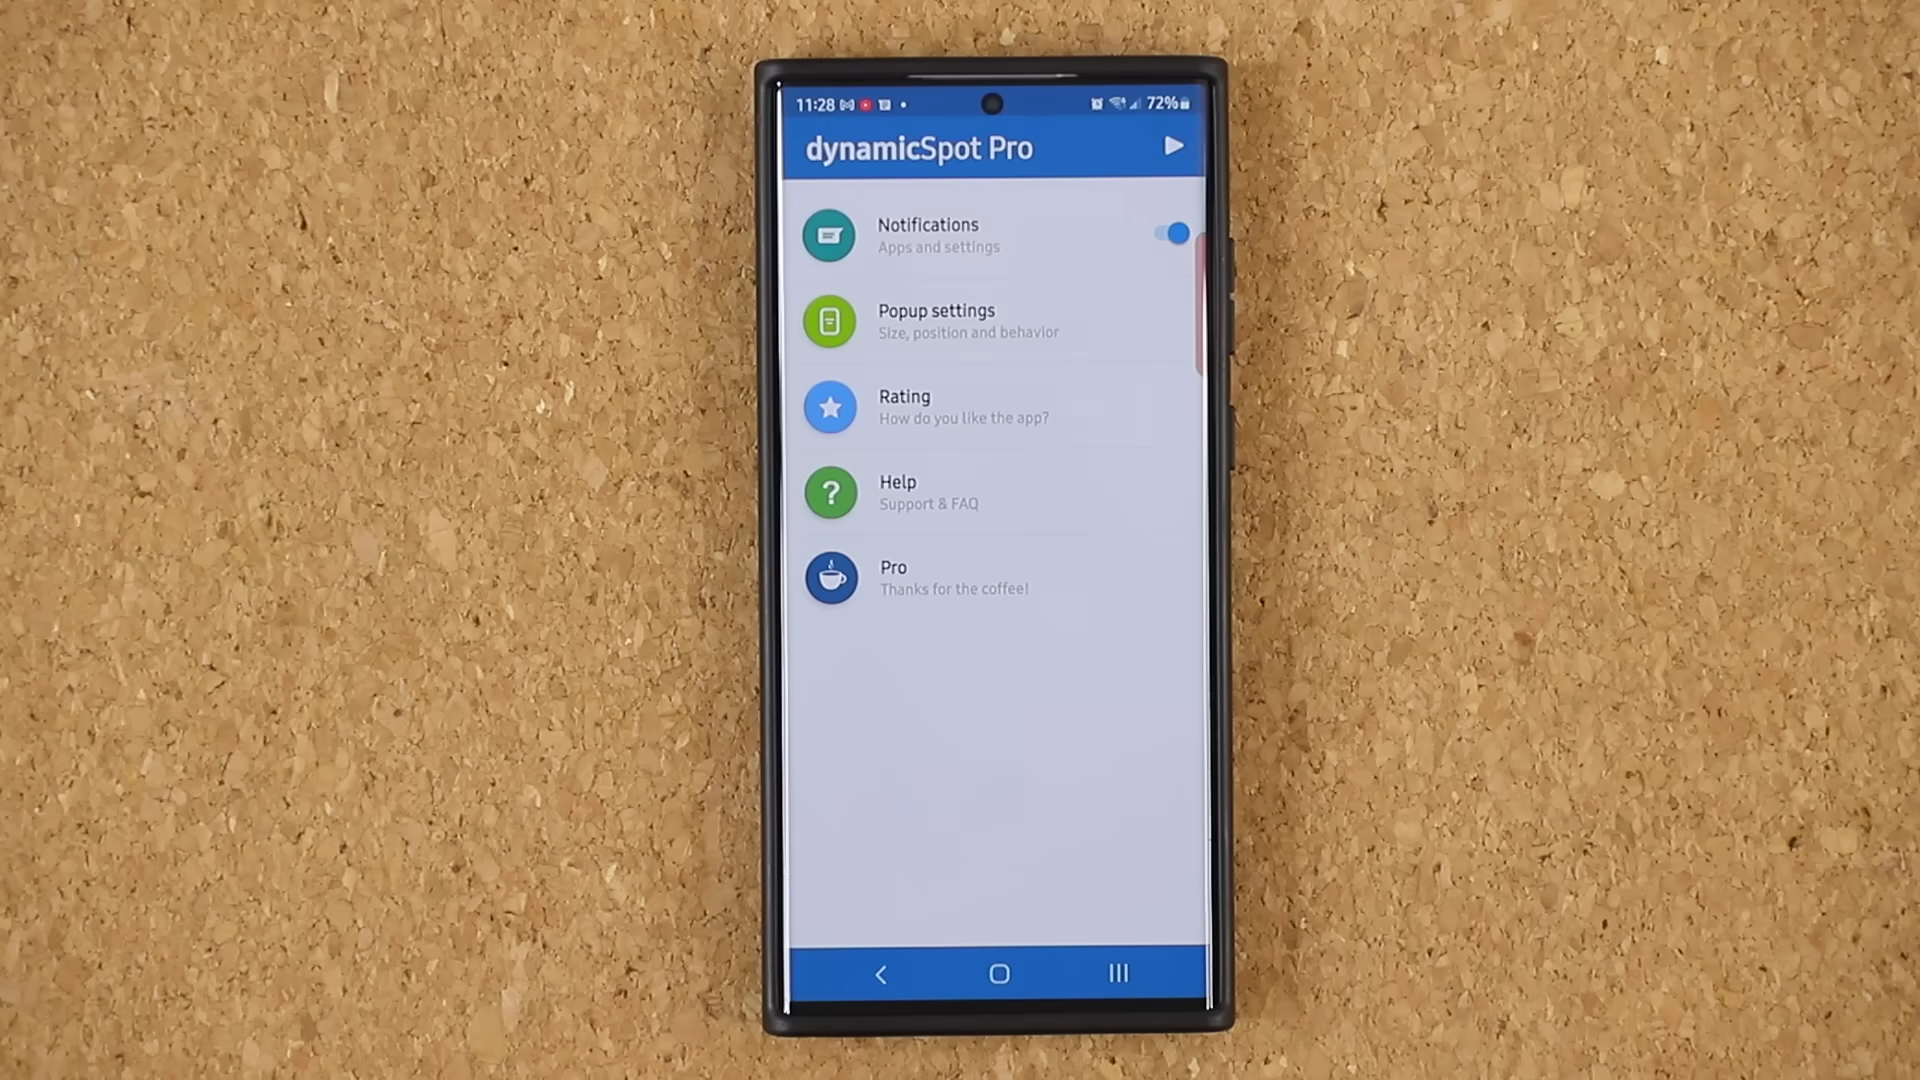 11:28 72%
dynamicSpot Pro
Notifications
Apps and settings
Popup settings
Size, position and behavior
Rating
How do you like the app?
?
Help
Support & FAQ
Pro
Thanks for the coffee!